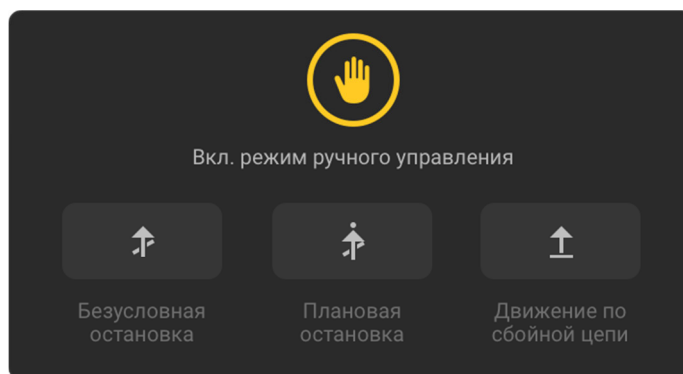 Вкл. режим ручного управления
Безусловная
остановка
Плановая
остановка
Движение по
сбойной цепи